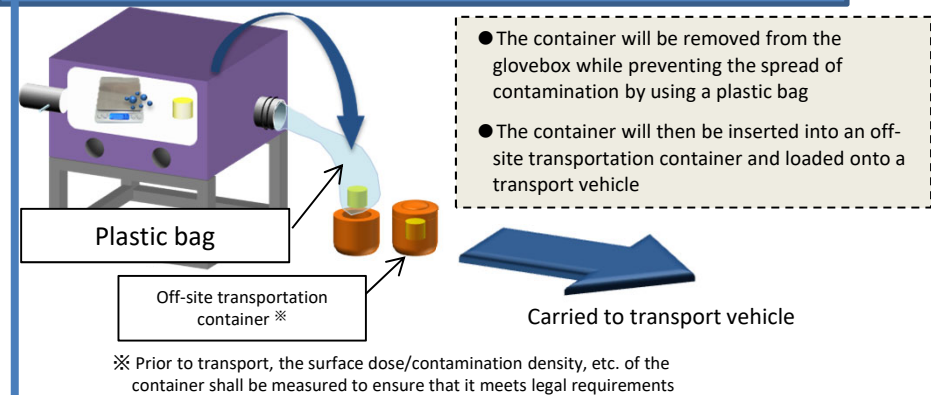 ● The container will be removed from the
glovebox while preventing the spread of
contamination by using a plastic bag
● The container will then be inserted into an off-
site transportation container and loaded onto a
transport vehicle
Plastic bag
Off-site transportation
container ※
Carried to transport vehicle
※ Prior to transport, the surface dose/contamination density, etc. of the
container shall be measured to ensure that it meets legal requirements